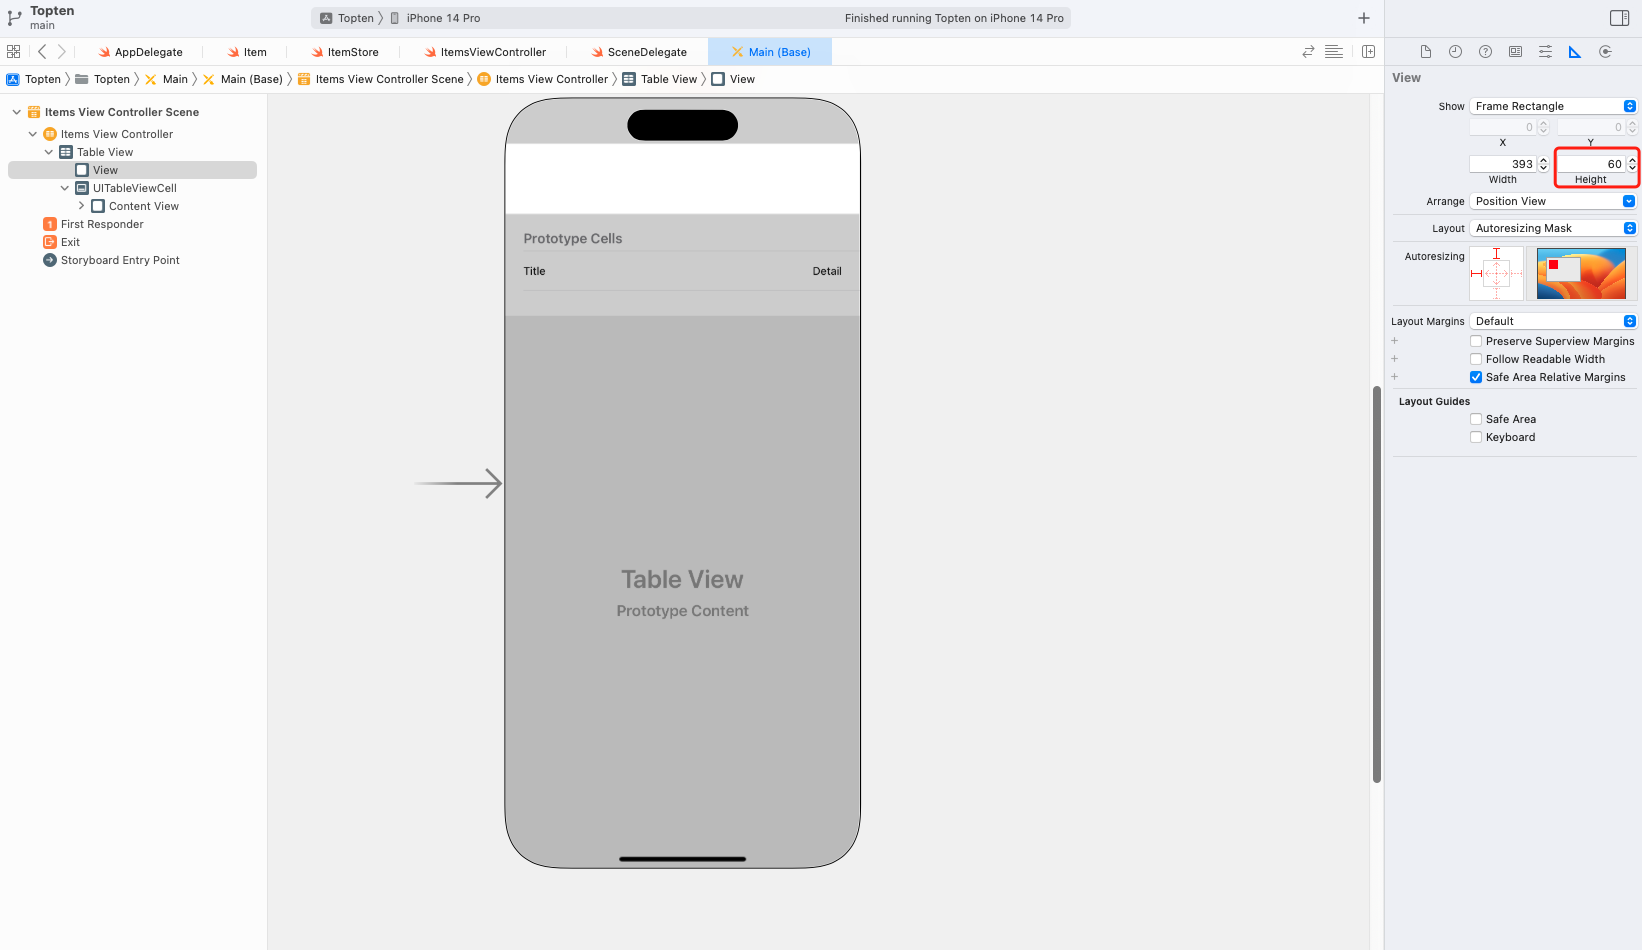 Topten
main
Topten
iPhone 14 Pro
Finished running Topten on iPhone 14 Pro
AppDelegate
Item
ItemStore
ItemsViewController
SceneDelegate
Main (Base)
Topten
Topten
Main
Main (Base)
Items View Controller Scene
Items View Controller
Table View
View
Items View Controller Scene
Items View Controller
Table View
View
UITableViewCell
Content View
1 First Responder
Exit
Storyboard Entry Point
Prototype Cells
Title Detail
Table View
Prototype Content
View
Show Frame Rectangle
0 0
X Y
393 60
Width Height
Arrange Position View
Layout Autoresizing Mask
Autoresizing
Layout Margins Default
Preserve Superview Margins
Follow Readable Width
Safe Area Relative Margins
Layout Guides
Safe Area
Keyboard